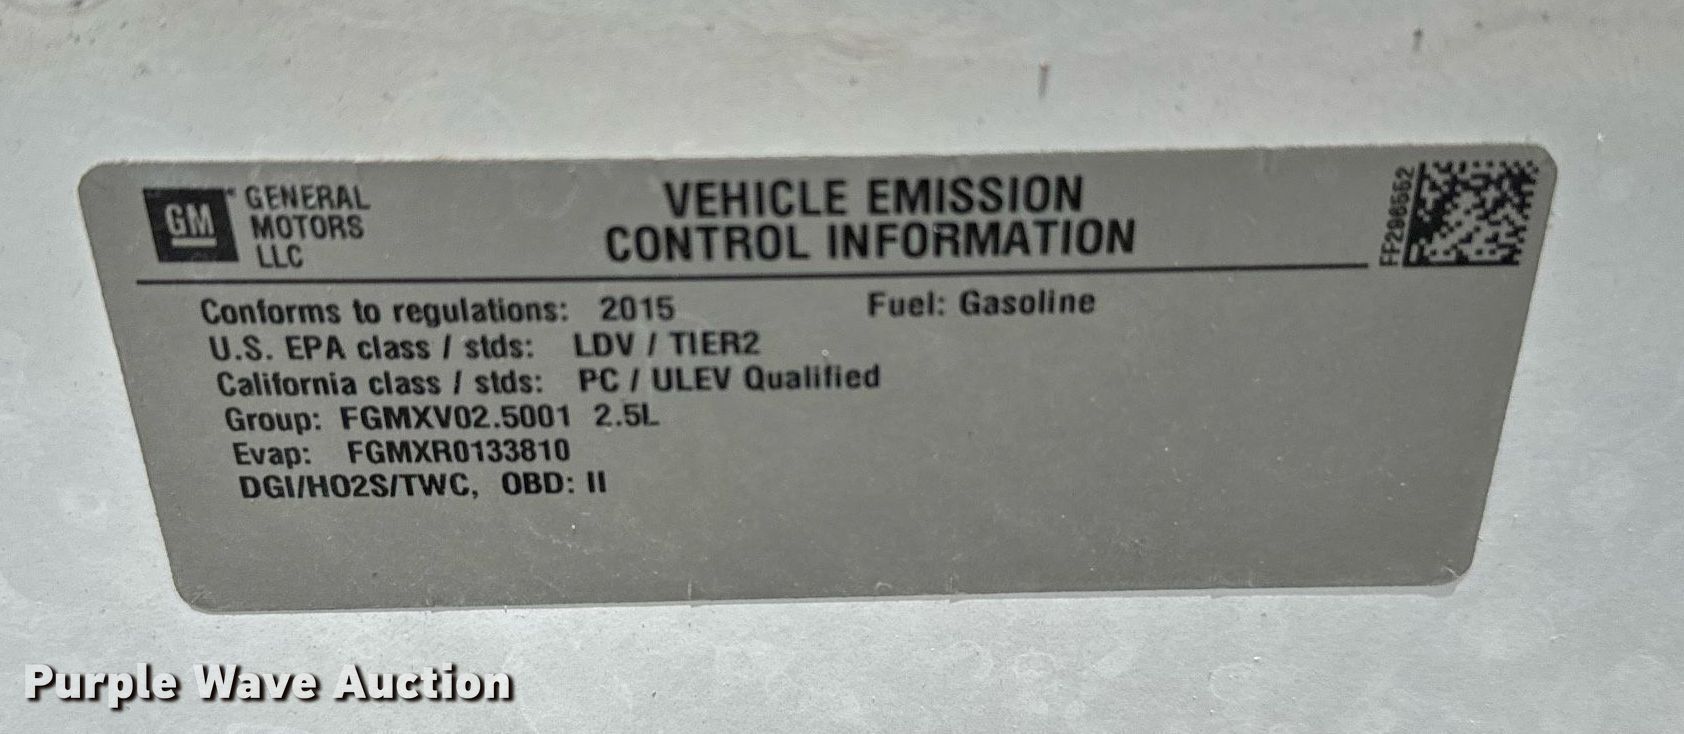 GM
GENERAL
MOTORS
LLC
VEHICLE EMISSION
CONTROL INFORMATION
FF296552
Conforms to regulations: 2015 Fuel: Gasoline
U.S. EPA class / stds: LDV / TIER2
California class / stds: PC / ULEV Qualified
Group: FGMXV02.5001 2.5L
Evap: FGMXR0133810
DGI/HO2S/TWC, OBD: II
Purple Wave Auction